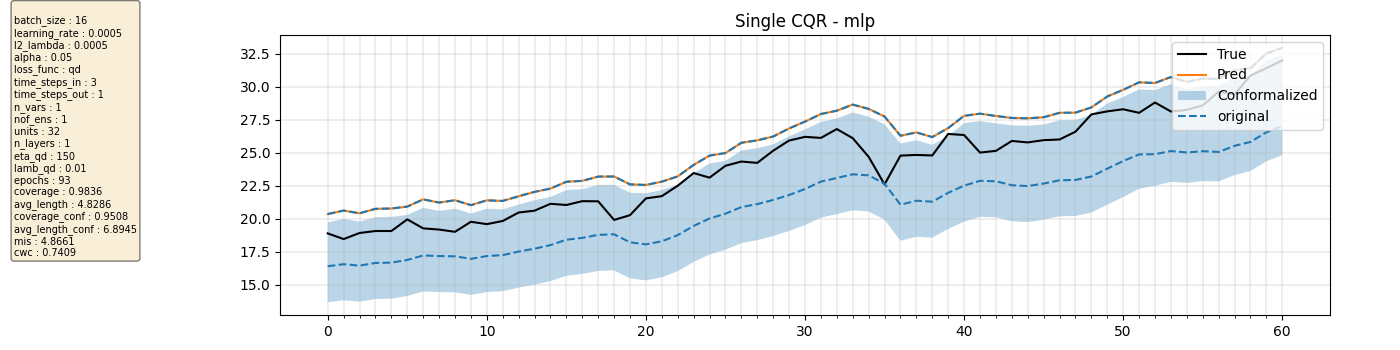 batch_size : 16
learning_rate : 0.0005
l2_lambda : 0.0005
alpha : 0.05
loss_func : qd
time_steps_in : 3
time_steps_out : 1
n_vars : 1
nof_ens : 1
units : 32
n_layers : 1
eta_qd : 150
lamb_qd : 0.01
epochs : 93
coverage : 0.9836
avg_length : 4.8286
coverage_conf : 0.9508
avg_length_conf : 6.8945
mis : 4.8661
cwc : 0.7409
Single CQR - mlp
32.5
30.0
27.5
25.0
22.5
20.0
17.5
15.0
0 10 20 30 40 50 60
True
Pred
Conformalized
original